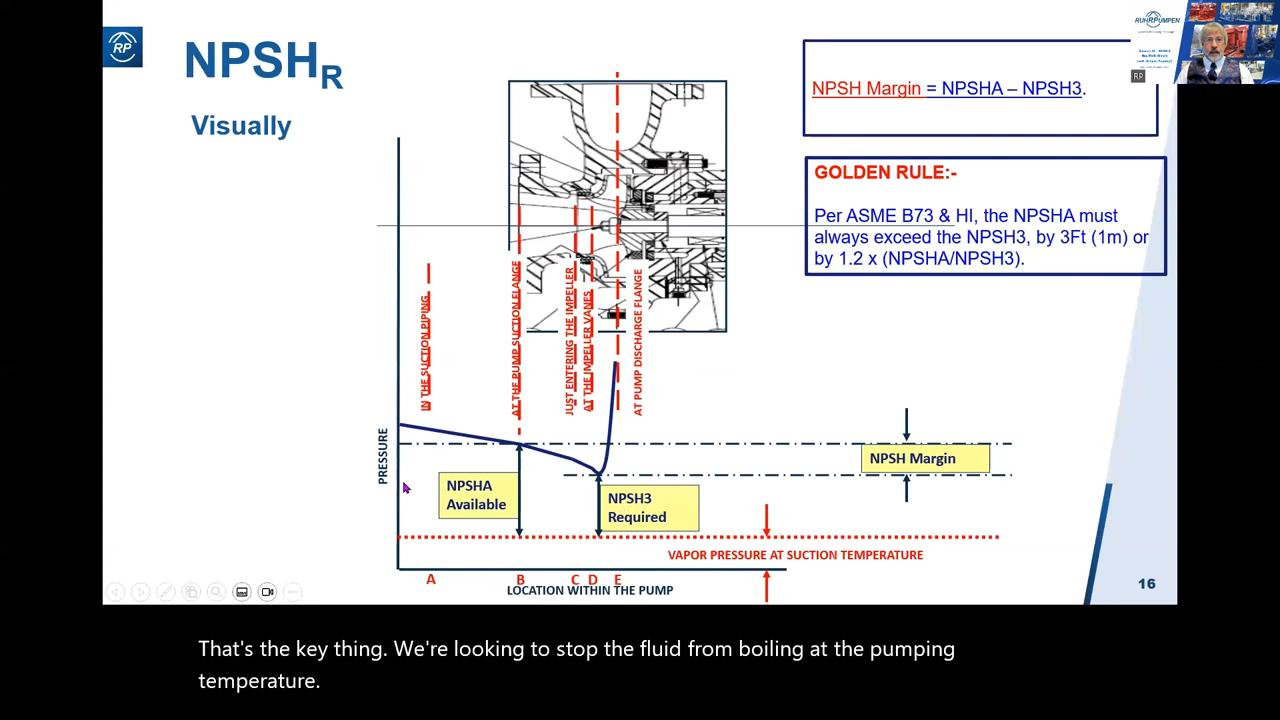 RP
NPSHR
Visually
RUHRPUMPEN
RP
NPSH Margin = NPSHA – NPSH3.
GOLDEN RULE:-
Per ASME B73 & HI, the NPSHA must
always exceed the NPSH3, by 3Ft (1m) or
by 1.2 x (NPSHA/NPSH3).
IN THE SUCTION PIPING
AT THE PUMP SUCTION FLANGE
JUST ENTERING THE IMPELLER
AT THE IMPELLER VANES
AT PUMP DISCHARGE FLANGE
PRESSURE
NPSH Margin
NPSHA
Available
NPSH3
Required
VAPOR PRESSURE AT SUCTION TEMPERATURE
A B C D E
LOCATION WITHIN THE PUMP
16
That's the key thing. We're looking to stop the fluid from boiling at the pumping
temperature.